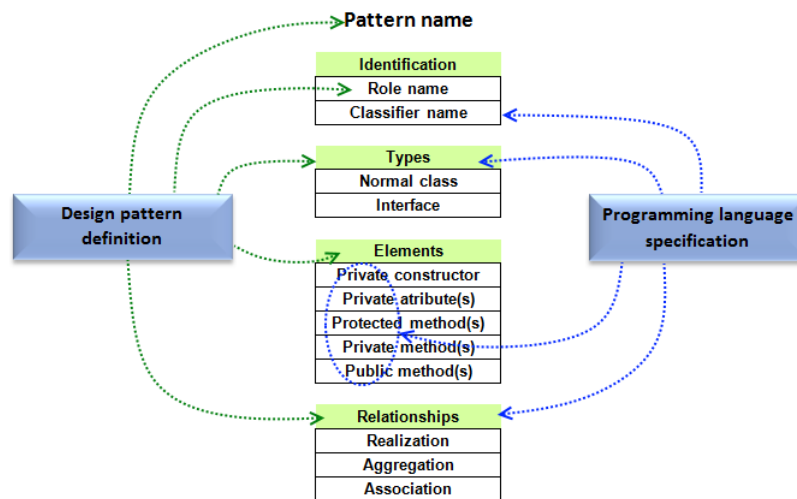 Pattern name
Identification
Role name
Classifier name
Types
Normal class
Interface
Design pattern
definition
Programming language
specification
Elements
Private constructor
Private atribute(s)
Protected method(s)
Private method(s)
Public method(s)
Relationships
Realization
Aggregation
Association